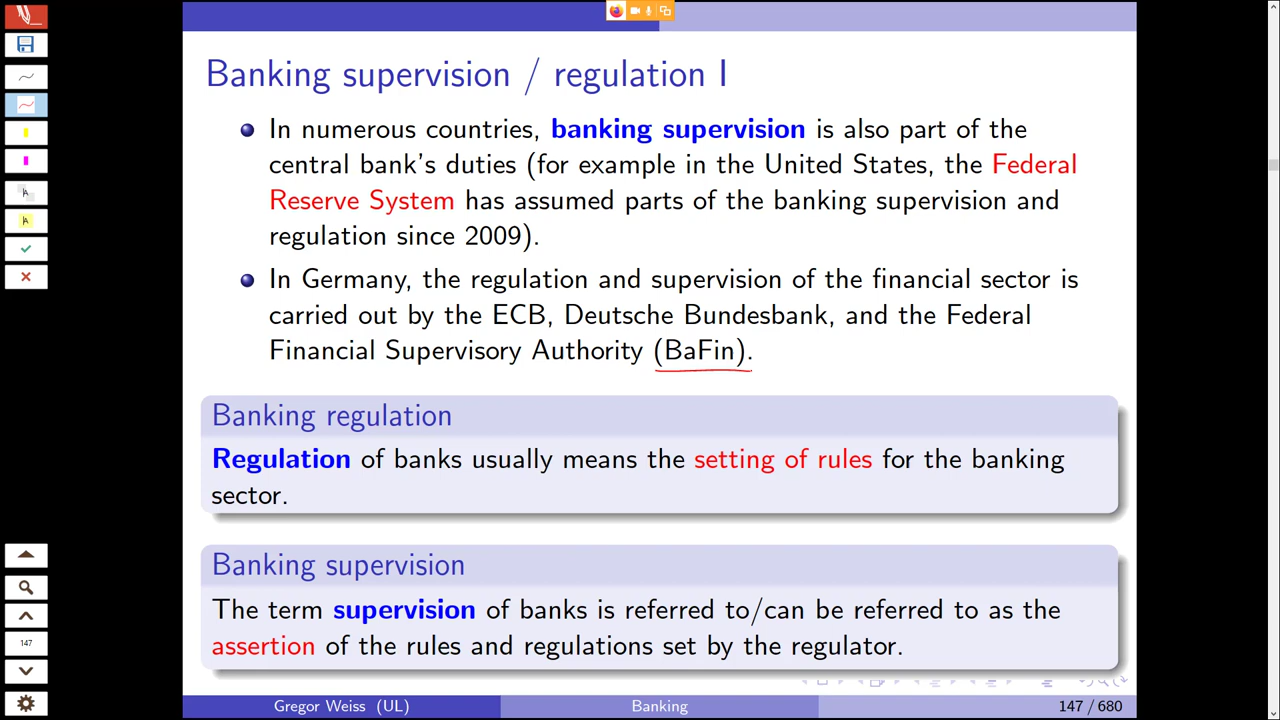 Banking supervision / regulation I
In numerous countries, banking supervision is also part of the
central bank's duties (for example in the United States, the Federal
Reserve System has assumed parts of the banking supervision and
regulation since 2009).
In Germany, the regulation and supervision of the financial sector is
carried out by the ECB, Deutsche Bundesbank, and the Federal
Financial Supervisory Authority (BaFin).
Banking regulation
Regulation of banks usually means the setting of rules for the banking
sector.
Banking supervision
The term supervision of banks is referred to/can be referred to as the
assertion of the rules and regulations set by the regulator.
147
Gregor Weiss (UL) Banking 147 / 680